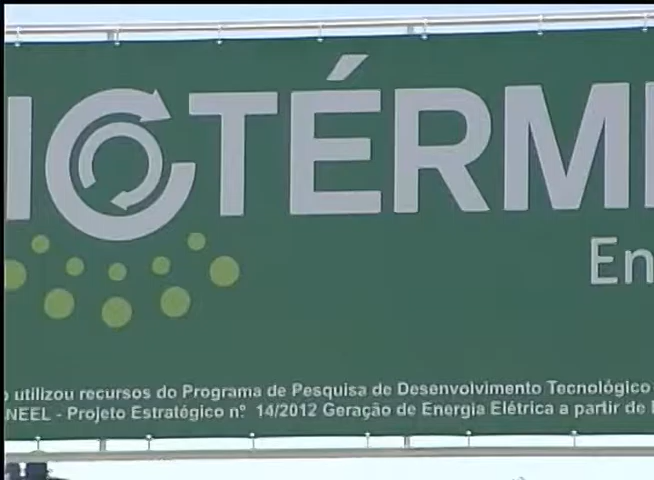 IOTÉRMI
En
o utilizou recursos do Programa de Pesquisa de Desenvolvimento Tecnológico
NEEL - Projeto Estratégico nº 14/2012 Geração de Energia Elétrica a partir de